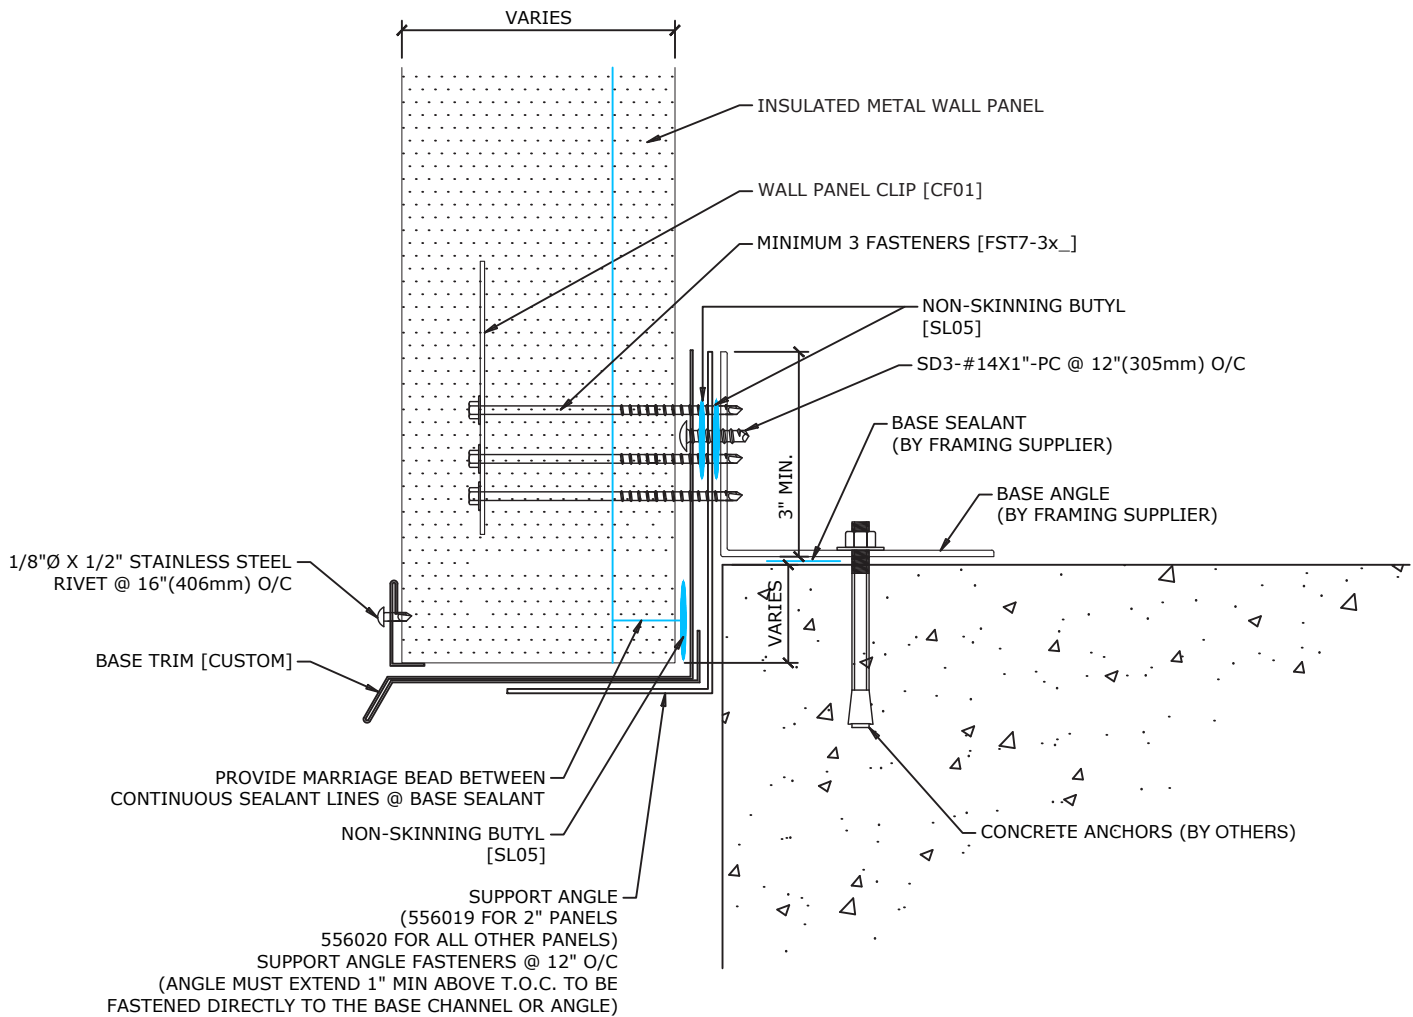 VARIES
INSULATED METAL WALL PANEL
WALL PANEL CLIP [CF01]
MINIMUM 3 FASTENERS [FST7-3x_]
NON-SKINNING BUTYL
[SL05]
SD3-#14X1"-PC @ 12"(305mm) O/C
BASE SEALANT
(BY FRAMING SUPPLIER)
3" MIN.
BASE ANGLE
(BY FRAMING SUPPLIER)
1/8"Ø X 1/2" STAINLESS STEEL
RIVET @ 16"(406mm) O/C
VARIES
BASE TRIM [CUSTOM]
PROVIDE MARRIAGE BEAD BETWEEN
CONTINUOUS SEALANT LINES @ BASE SEALANT
NON-SKINNING BUTYL
[SL05]
CONCRETE ANCHORS (BY OTHERS)
SUPPORT ANGLE
(556019 FOR 2" PANELS
556020 FOR ALL OTHER PANELS)
SUPPORT ANGLE FASTENERS @ 12" O/C
(ANGLE MUST EXTEND 1" MIN ABOVE T.O.C. TO BE
FASTENED DIRECTLY TO THE BASE CHANNEL OR ANGLE)